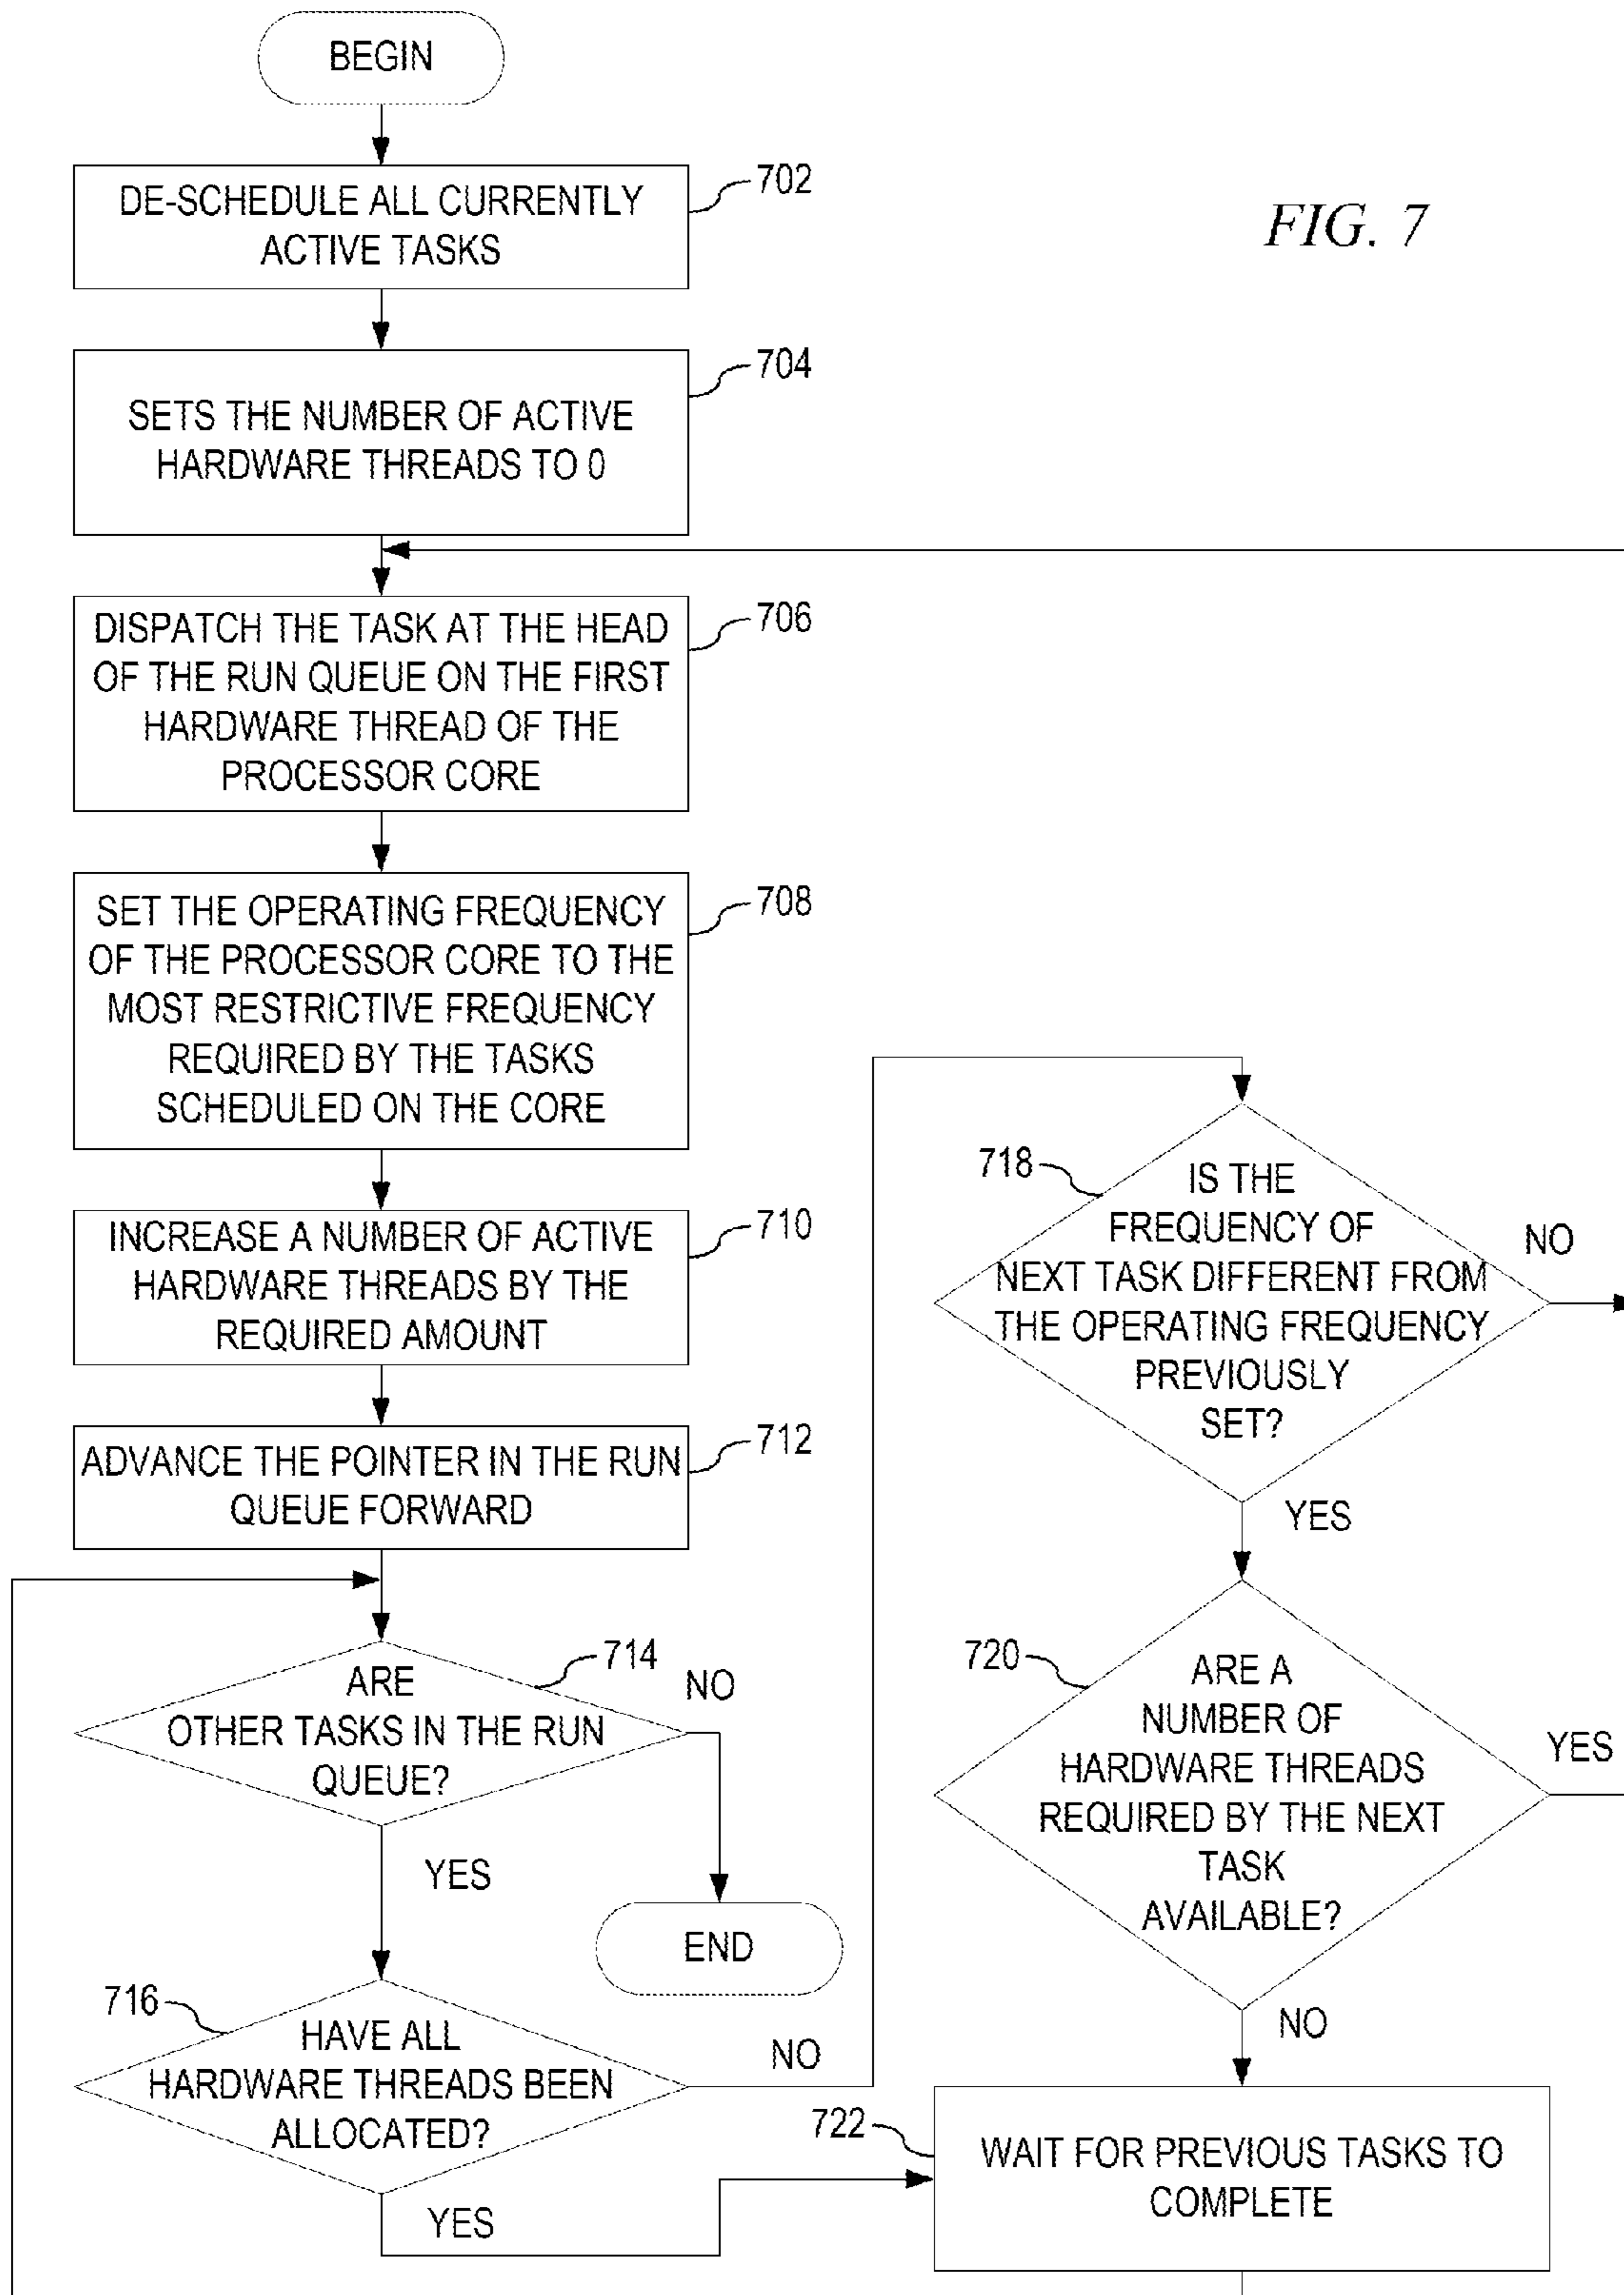 BEGIN
DE-SCHEDULE ALL CURRENTLY
ACTIVE TASKS
702
FIG. 7
SETS THE NUMBER OF ACTIVE
HARDWARE THREADS TO 0
704
DISPATCH THE TASK AT THE HEAD
OF THE RUN QUEUE ON THE FIRST
HARDWARE THREAD OF THE
PROCESSOR CORE
706
SET THE OPERATING FREQUENCY
OF THE PROCESSOR CORE TO THE
MOST RESTRICTIVE FREQUENCY
REQUIRED BY THE TASKS
SCHEDULED ON THE CORE
708
INCREASE A NUMBER OF ACTIVE
HARDWARE THREADS BY THE
REQUIRED AMOUNT
710
ADVANCE THE POINTER IN THE RUN
QUEUE FORWARD
712
ARE
OTHER TASKS IN THE RUN
QUEUE?
714
NO
YES
END
716
HAVE ALL
HARDWARE THREADS BEEN
ALLOCATED?
NO
YES
718
IS THE
FREQUENCY OF
NEXT TASK DIFFERENT FROM
THE OPERATING FREQUENCY
PREVIOUSLY
SET?
NO
YES
720
ARE A
NUMBER OF
HARDWARE THREADS
REQUIRED BY THE NEXT
TASK
AVAILABLE?
YES
NO
722
WAIT FOR PREVIOUS TASKS TO
COMPLETE